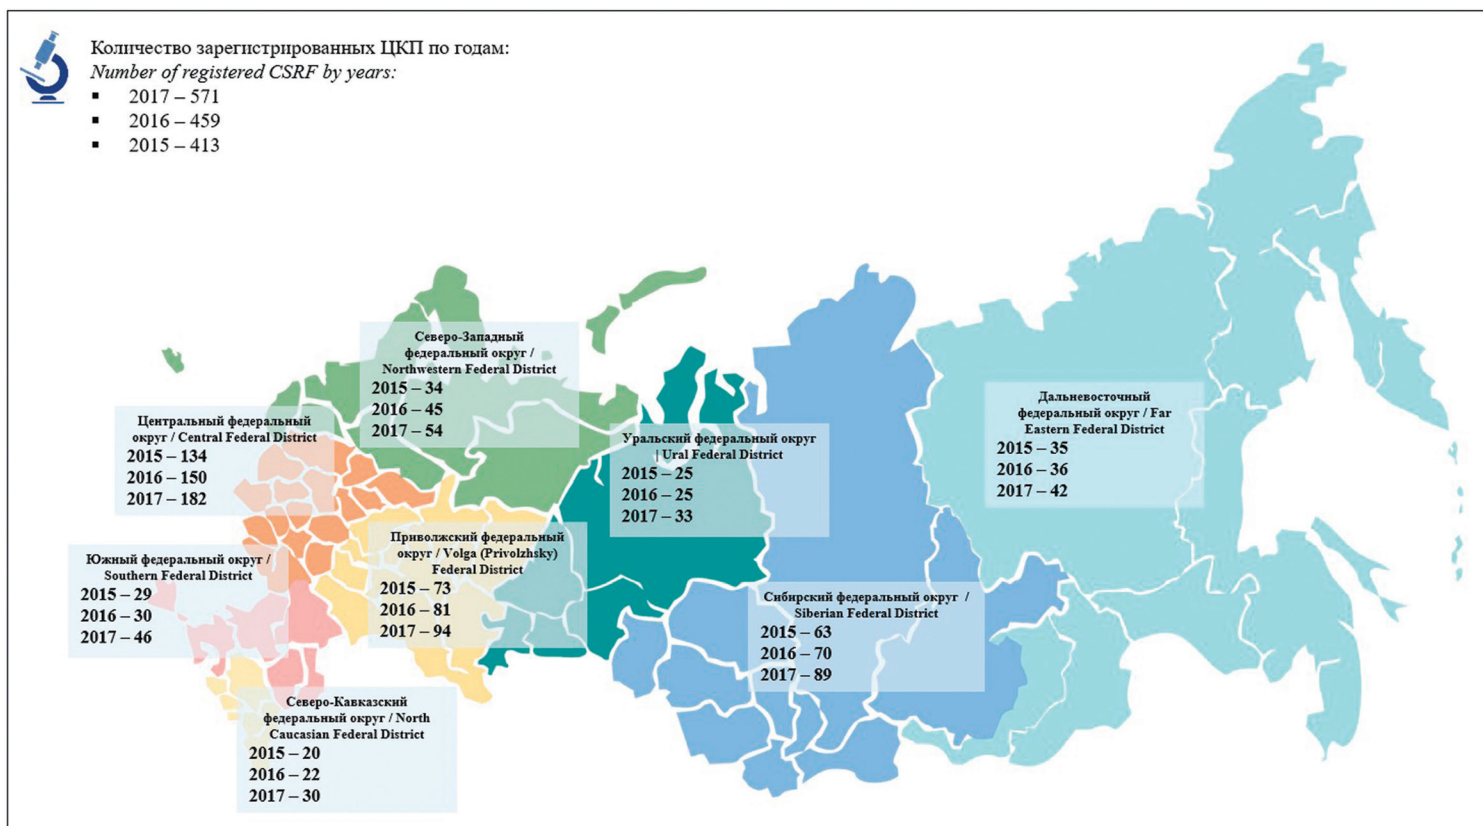 Количество зарегистрированных ЦКП по годам:
Number of registered CSRF by years:
▪ 2017 – 571
▪ 2016 – 459
▪ 2015 – 413
Северо-Западный
федеральный округ /
Northwestern Federal District
2015 – 34
2016 – 45
2017 – 54
Центральный федеральный
округ / Central Federal District
2015 – 134
2016 – 150
2017 – 182
Уральский федеральный округ
| Ural Federal District
2015 – 25
2016 – 25
2017 – 33
Дальневосточный
федеральный округ / Far
Eastern Federal District
2015 – 35
2016 – 36
2017 – 42
Южный федеральный округ /
Southern Federal District
2015 – 29
2016 – 30
2017 – 46
Приволжский федеральный
округ / Volga (Privolzhsky)
Federal District
2015 – 73
2016 – 81
2017 – 94
Сибирский федеральный округ /
Siberian Federal District
2015 – 63
2016 – 70
2017 – 89
Северо-Кавказский
федеральный округ / North
Caucasian Federal District
2015 – 20
2016 – 22
2017 – 30